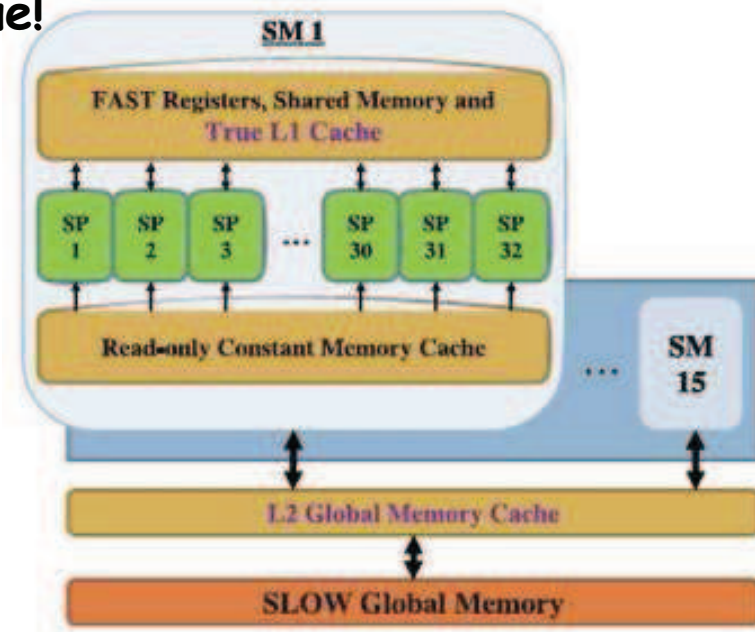 ue!
SM 1
FAST Registers, Shared Memory and
True L1 Cache
SP
1
SP
2
SP
3
...
SP
30
SP
31
SP
32
Read-only Constant Memory Cache
...
SM
15
L2 Global Memory Cache
SLOW Global Memory